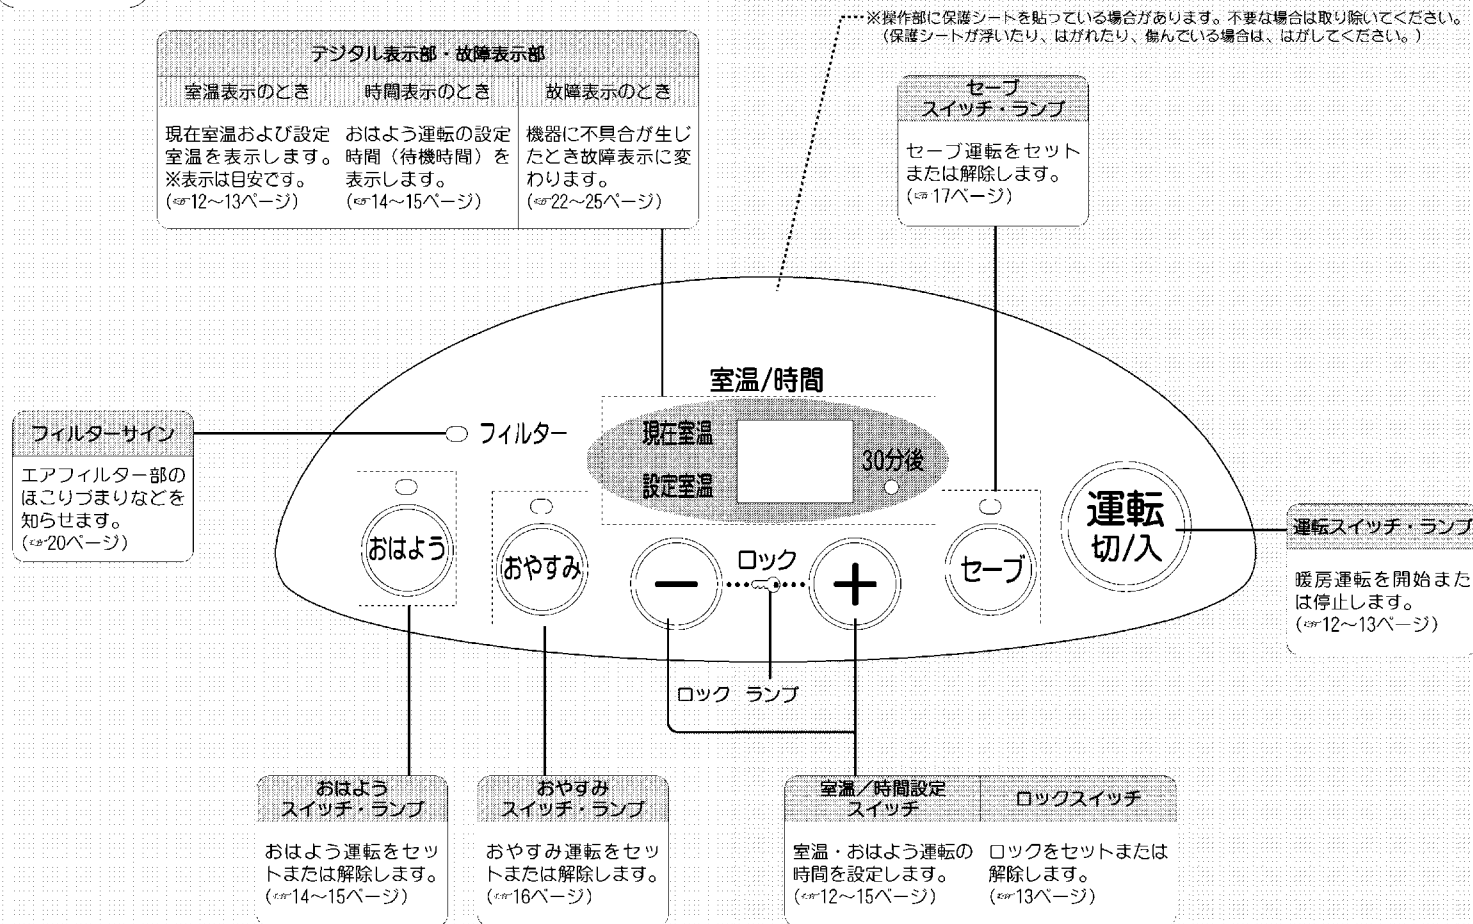 ※操作部に保護シートを貼っている場合があります。不要な場合は取り除いてください。
（保護シートが浮いたり、はがれたり、傷んでいる場合は、はがしてください。）
デジタル表示部・故障表示部
室温表示のとき
現在室温および設定
室温を表示します。
※表示は目安です。
(☞12〜13ページ)
時間表示のとき
おはよう運転の設定
時間（待機時間）を
表示します。
(☞14〜15ページ)
故障表示のとき
機器に不具合が生じ
たとき故障表示に変
わります。
(☞22〜25ページ)
セーブ
スイッチ・ランプ
セーブ運転をセット
または解除します。
(☞17ページ)
フィルターサイン
エアフィルター部の
ほこりづまりなどを
知らせます。
(☞20ページ)
室温/時間
フィルター
現在室温
設定室温
30分後
おはよう
おやすみ
−
ロック
+
セーブ
運転
切/入
運転スイッチ・ランプ
暖房運転を開始また
は停止します。
(☞12〜13ページ)
ロック ランプ
おはよう
スイッチ・ランプ
おはよう運転をセッ
トまたは解除します。
(☞14〜15ページ)
おやすみ
スイッチ・ランプ
おやすみ運転をセッ
トまたは解除します。
(☞16ページ)
室温／時間設定
スイッチ
室温・おはよう運転の
時間を設定します。
(☞12〜15ページ)
ロックスイッチ
ロックをセットまたは
解除します。
(☞13ページ)